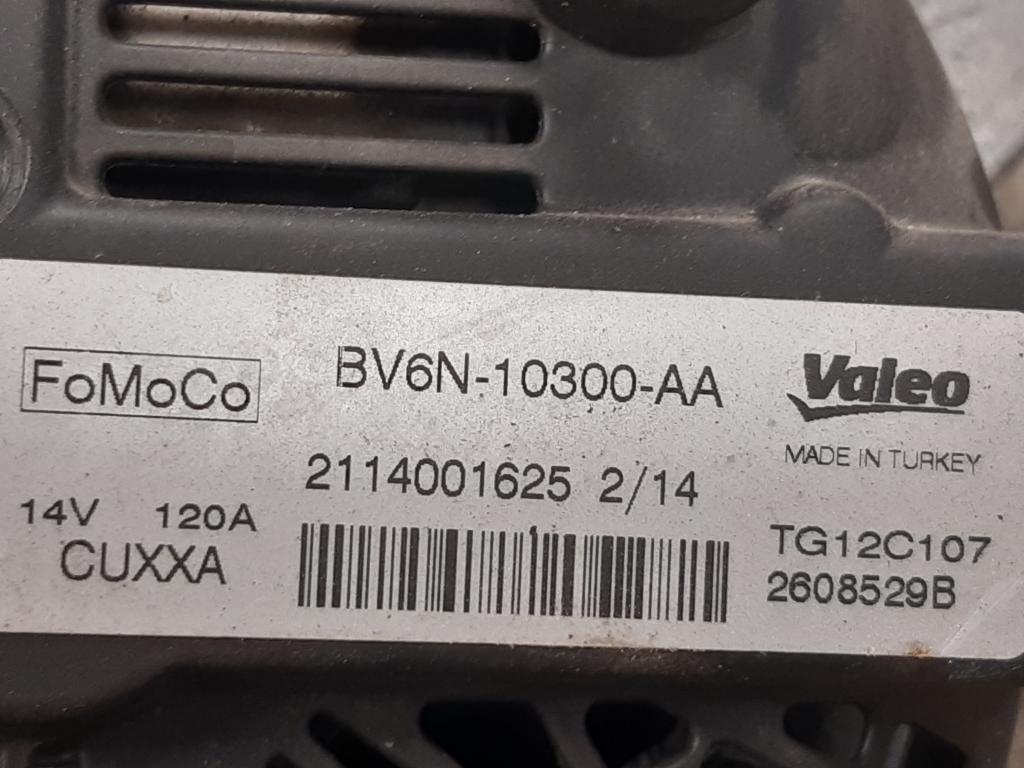 FoMoCo
BV6N-10300-AA
Valeo
MADE IN TURKEY
2114001625 2/14
14V 120A
CUXXA
TG12C107
2608529B